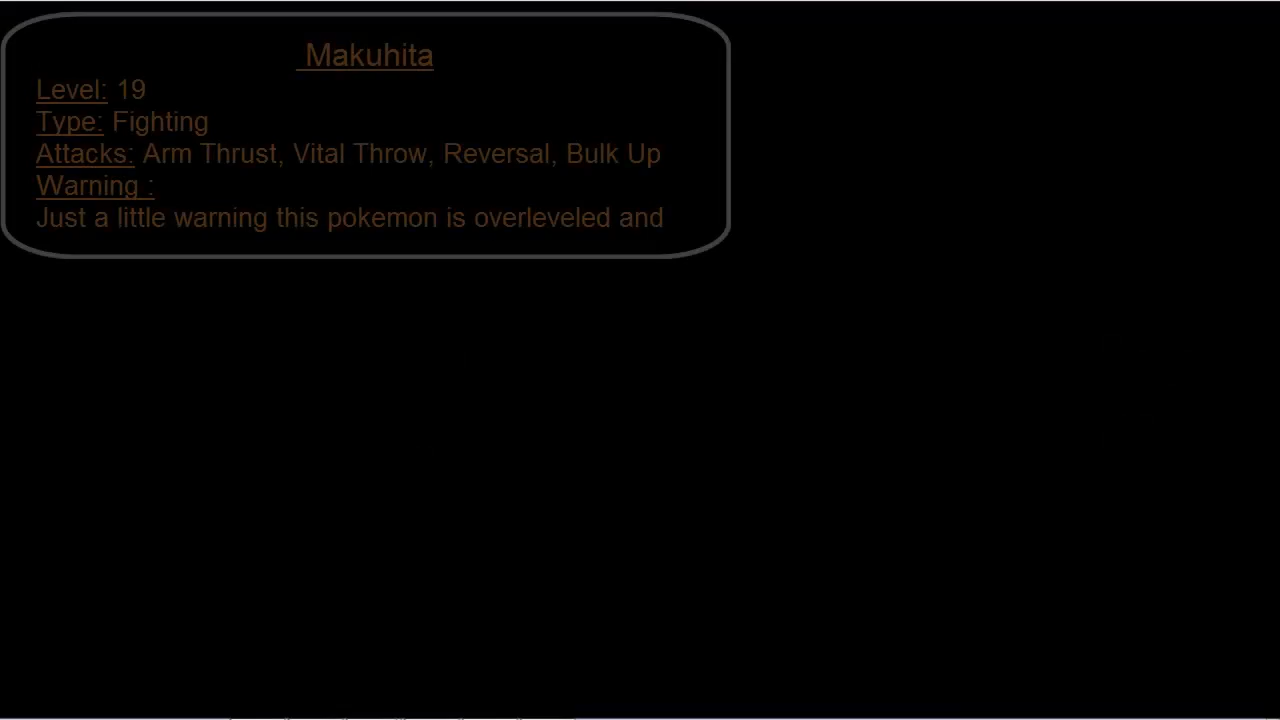 Makuhita
Level: 19
Type: Fighting
Attacks: Arm Thrust, Vital Throw, Reversal, Bulk Up
Warning :
Just a little warning this pokemon is overleveled and